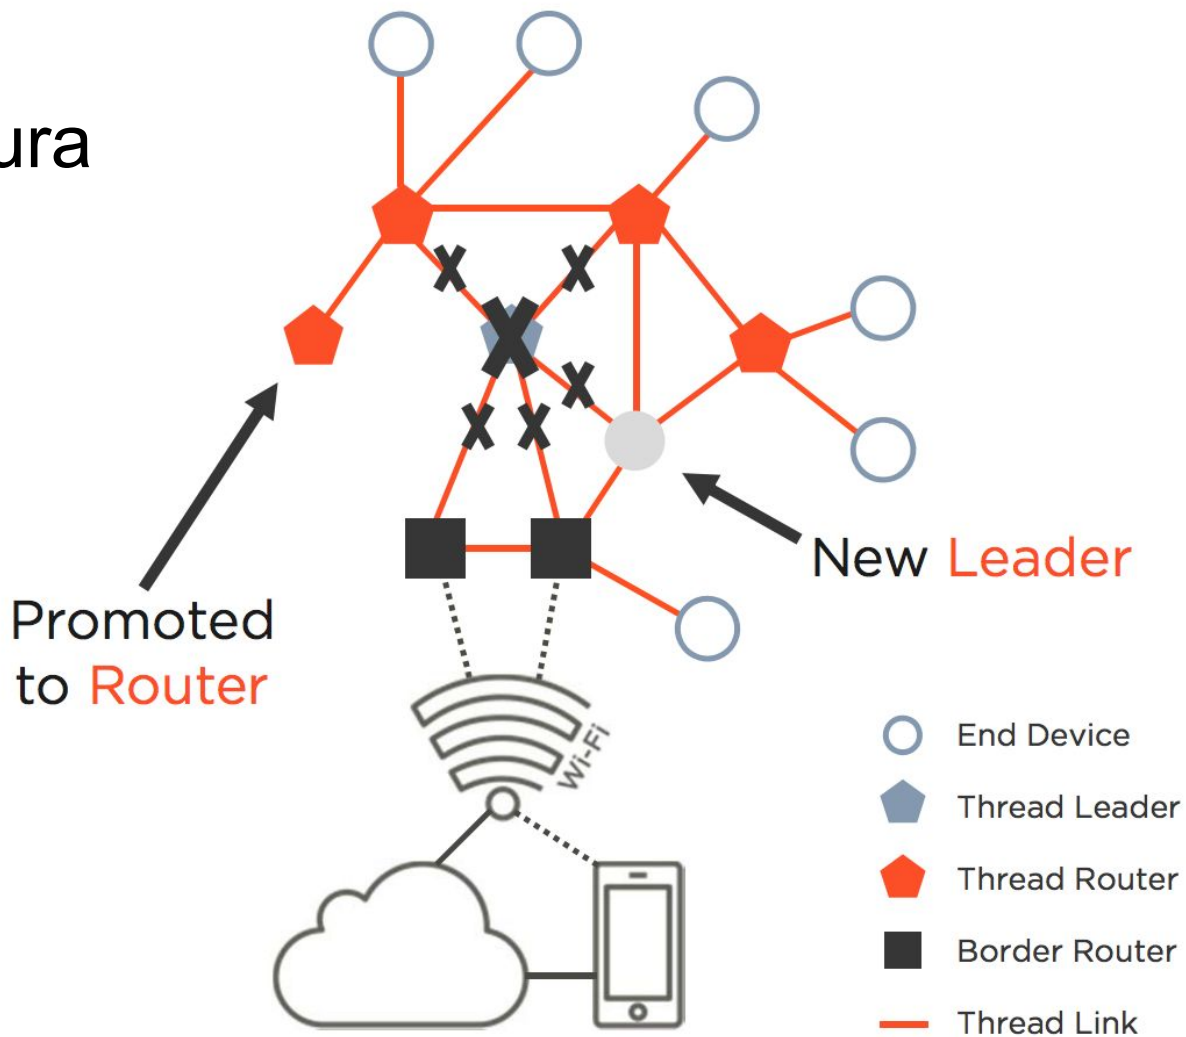 ura
New Leader
Promoted
to Router
Wi-Fi
End Device
Thread Leader
Thread Router
Border Router
Thread Link